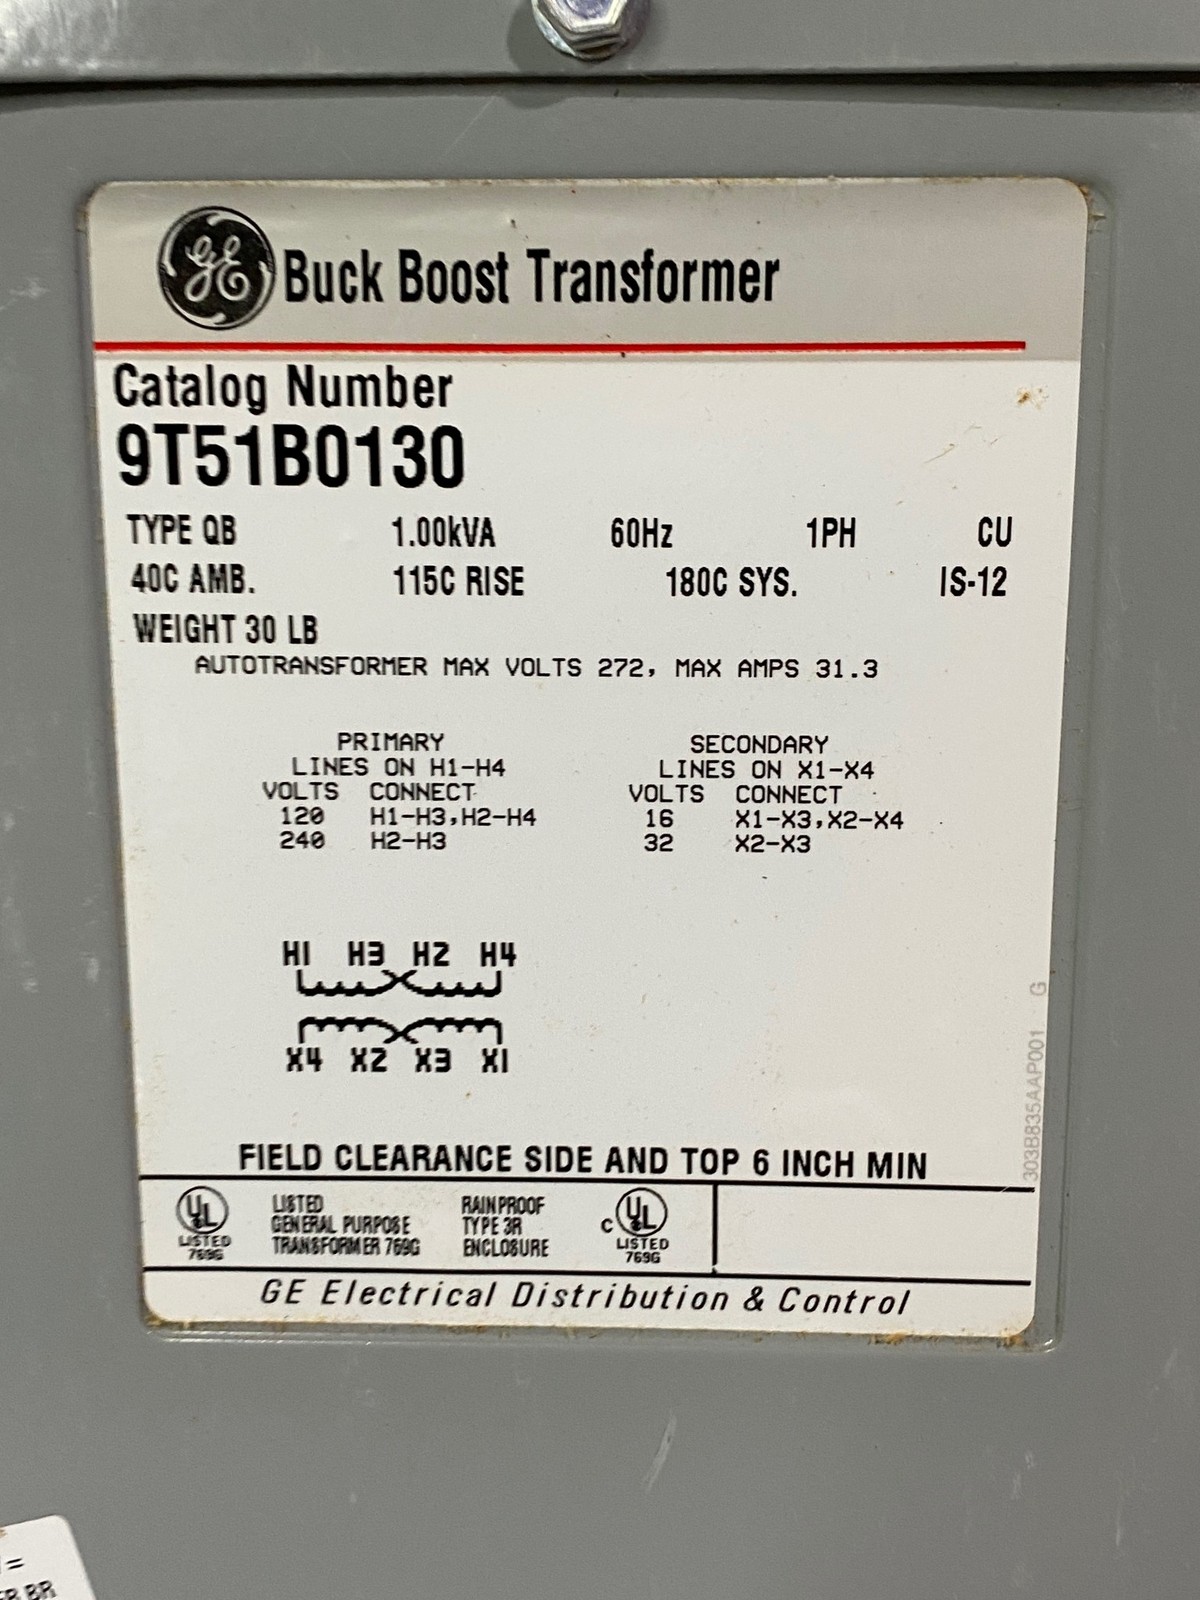 GE Buck Boost Transformer
Catalog Number
9T51B0130
TYPE QB 1.00kVA 60Hz 1PH CU
40C AMB. 115C RISE 180C SYS. IS-12
WEIGHT 30 LB
AUTOTRANSFORMER MAX VOLTS 272, MAX AMPS 31.3
PRIMARY
LINES ON H1-H4
VOLTS CONNECT
120 H1-H3,H2-H4
240 H2-H3
SECONDARY
LINES ON X1-X4
VOLTS CONNECT
16 X1-X3,X2-X4
32 X2-X3
H1 H3 H2 H4
X4 X2 X3 X1
303B835AAP001 G
FIELD CLEARANCE SIDE AND TOP 6 INCH MIN
UL
LISTED
769G
LISTED
GENERAL PURPOSE
TRANSFORMER 769G
RAINPROOF
TYPE 3R
ENCLOSURE
C UL
LISTED
769G
GE Electrical Distribution & Control
BR